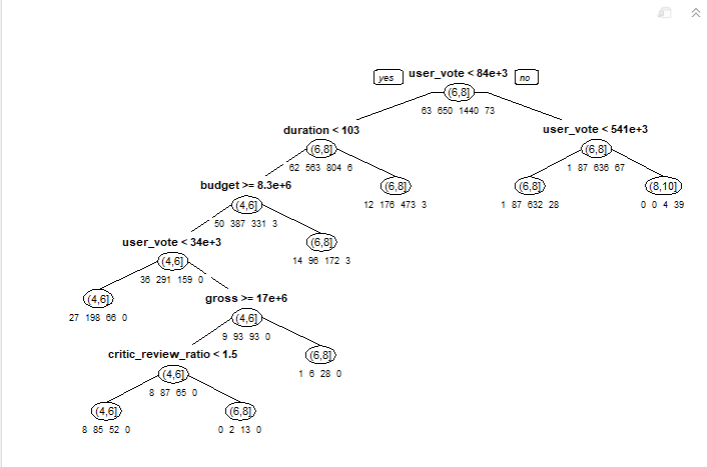 user_vote < 84e+3
yes
no
(6,8]
63 650 1440 73
duration < 103
user_vote < 541e+3
(6,8]
(6,8]
62 563 804 6
1 87 636 67
budget >= 8.3e+6
(6,8]
(6,8]
(8,10]
(4,6]
12 176 473 3
1 87 632 28
0 0 4 39
50 387 331 3
user_vote < 34e+3
(6,8]
(4,6]
14 96 172 3
36 291 159 0
(4,6]
gross >= 17e+6
27 198 66 0
(4,6]
9 93 93 0
critic_review_ratio < 1.5
(6,8]
(4,6]
1 6 28 0
8 87 65 0
(4,6]
(6,8]
8 85 52 0
0 2 13 0